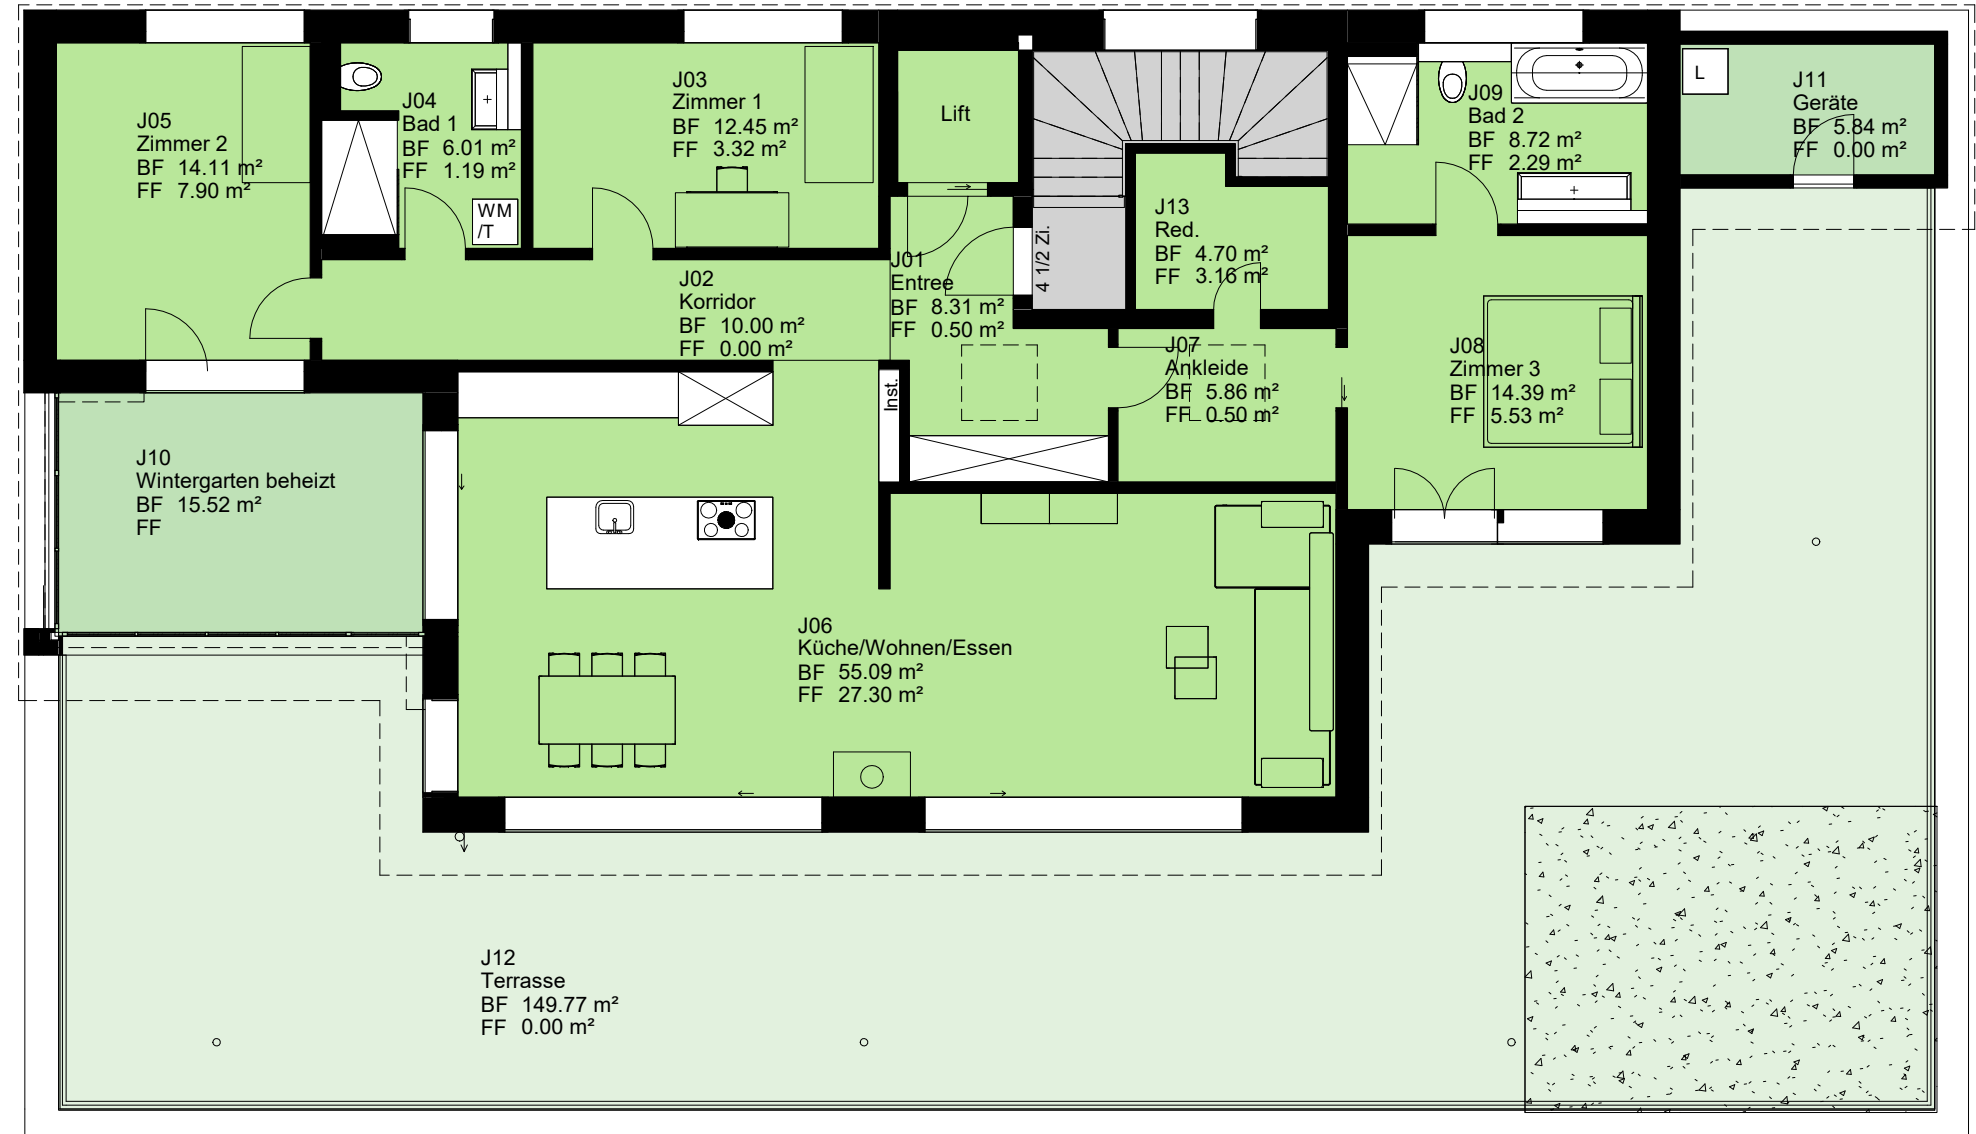 J05
Zimmer 2
BF 14.11 m²
FF 7.90 m²
J04
Bad 1
BF 6.01 m²
FF 1.19 m²
WM
/T
J03
Zimmer 1
BF 12.45 m²
FF 3.32 m²
Lift
J09
Bad 2
BF 8.72 m²
FF 2.29 m²
L
J11
Geräte
BF 5.84 m²
FF 0.00 m²
J13
Red.
BF 4.70 m²
FF 3.16 m²
4 1/2 Zi.
J01
Entree
BF 8.31 m²
FF 0.50 m²
J02
Korridor
BF 10.00 m²
FF 0.00 m²
J07
Ankleide
BF 5.86 m²
FF 0.50 m²
J08
Zimmer 3
BF 14.39 m²
FF 5.53 m²
Inst.
J10
Wintergarten beheizt
BF 15.52 m²
FF
J06
Küche/Wohnen/Essen
BF 55.09 m²
FF 27.30 m²
J12
Terrasse
BF 149.77 m²
FF 0.00 m²